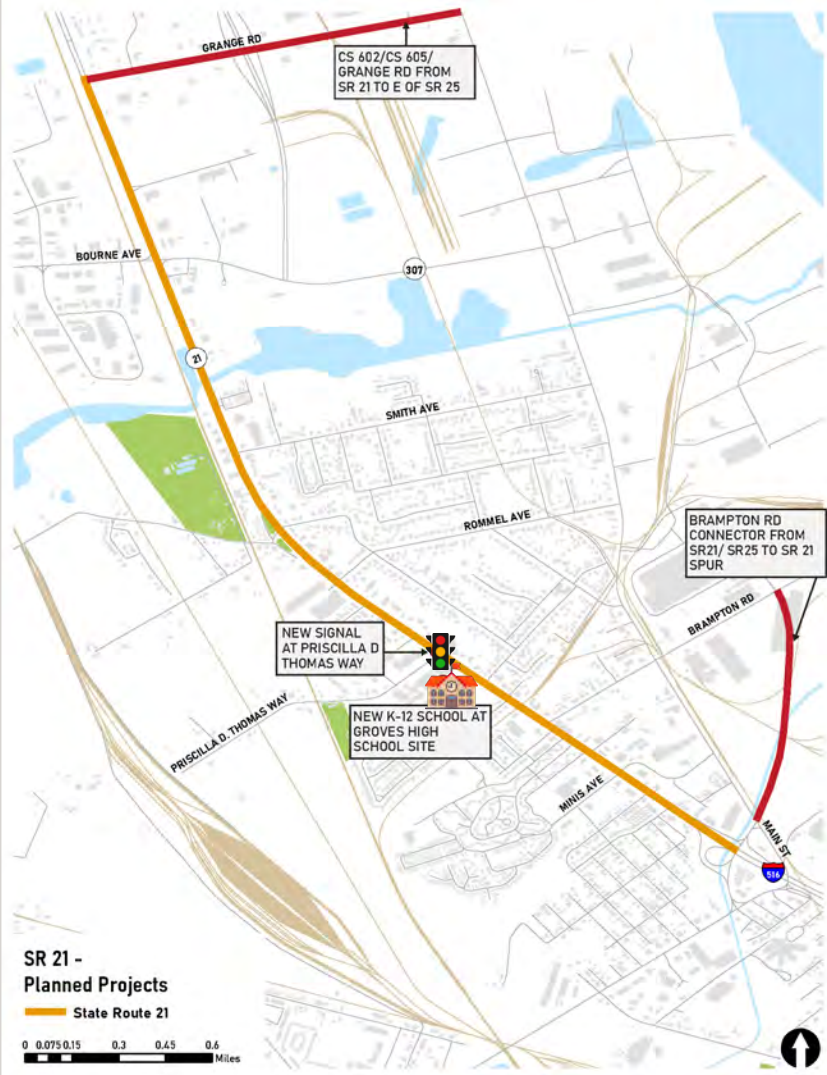 GRANGE RD
CS 602/CS 605/
GRANGE RD FROM
SR 21 TO E OF SR 25
BOURNE AVE
307
21
SMITH AVE
ROMMEL AVE
BRAMPTON RD
CONNECTOR FROM
SR21/ SR25 TO SR 21
SPUR
BRAMPTON RD
NEW SIGNAL
AT PRISCILLA D
THOMAS WAY
PRISCILLA D. THOMAS WAY
NEW K-12 SCHOOL AT
GROVES HIGH
SCHOOL SITE
MINIS AVE
MAIN ST
516
SR 21 -
Planned Projects
State Route 21
0 0.075 0.15 0.3 0.45 0.6
Miles